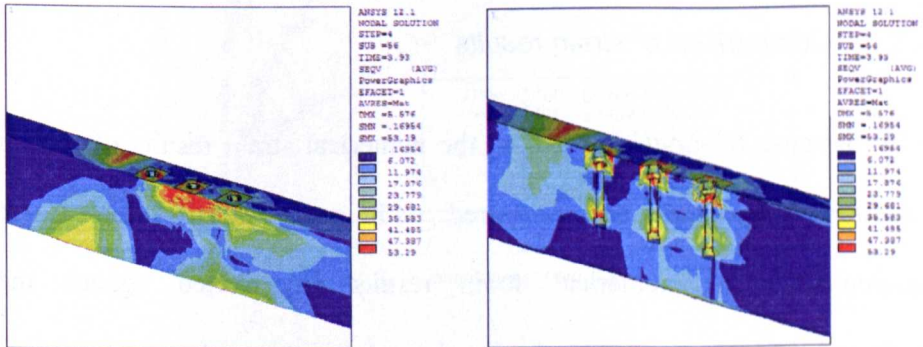 results
ANSYS 12.1
NODAL SOLUTION
STEP=4
SUB =56
TIME=3.93
SEQV (AVG)
PowerGraphics
EFACET=1
AVRES=Mat
DMX =5.576
SMN =.16954
SMX =53.29
.16954
6.072
11.974
17.876
23.779
29.681
35.583
41.485
47.387
53.29
ANSYS 12.1
NODAL SOLUTION
STEP=4
SUB =56
TIME=3.93
SEQV (AVG)
PowerGraphics
EFACET=1
AVRES=Mat
DMX =5.576
SMN =.16954
SMX =53.29
.16954
6.072
11.974
17.876
23.779
29.681
35.583
41.485
47.387
53.29